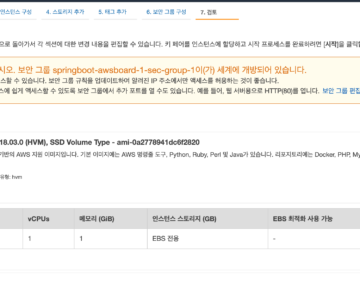 인스턴스 구성 4. 스토리지 추가 5. 태그 추가 6. 보안 그룹 구성 7. 검토
으로 돌아가서 각 섹션에 대한 변경 내용을 편집할 수 있습니다. 키 페어를 인스턴스에 할당하고 시작 프로세스를 완료하려면 [시작]을 클릭
시오. 보안 그룹 springboot-awsboard-1-sec-group-1이(가) 세계에 개방되어 있습니다.
스할 수 있습니다. 보안 그룹 규칙을 업데이트하여 알려진 IP 주소에서만 액세스를 허용하는 것이 좋습니다.
스에 쉽게 액세스할 수 있도록 보안 그룹에서 추가 포트를 열 수도 있습니다. 예를 들어, 웹 서버용으로 HTTP(80)를 엽니다. 보안 그룹 편집
18.03.0 (HVM), SSD Volume Type - ami-0a2778941dc6f2820
기반의 AWS 지원 이미지입니다. 기본 이미지에는 AWS 명령줄 도구, Python, Ruby, Perl 및 Java가 있습니다. 리포지토리에는 Docker, PHP, My
유형: hvm
vCPUs 메모리 (GiB) 인스턴스 스토리지 (GB) EBS 최적화 사용 가능
1 1 EBS 전용 -